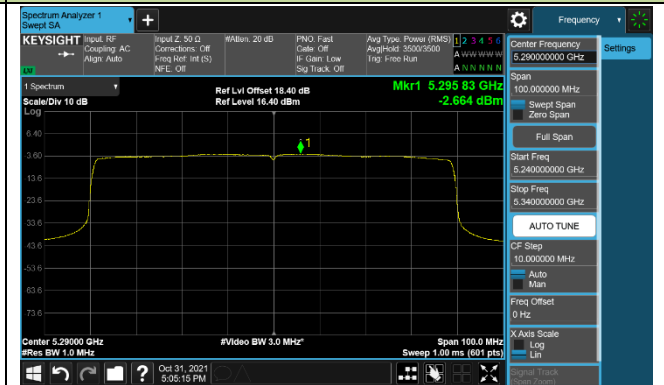 Spectrum Analyzer 1
Swept SA
+
Frequency
KEYSIGHT
Input: RF
Coupling: AC
Align: Auto
Input Z: 50 Ω
Corrections: Off
Freq Ref: Int (S)
NFE: Off
#Atten: 20 dB
PNO: Fast
Gate: Off
IF Gain: Low
Sig Track: Off
Avg Type: Power (RMS)
Avg|Hold: 3500/3500
Trig: Free Run
1 2 3 4 5 6
A W W W W W
A N N N N N
1 Spectrum
Scale/Div 10 dB
Log
Ref Lvl Offset 18.40 dB
Ref Level 16.40 dBm
Mkr1 5.295 83 GHz
-2.664 dBm
6.40
-3.60
-13.6
-23.6
-33.6
-43.6
-53.6
-63.6
-73.6
1
Center 5.29000 GHz
#Res BW 1.0 MHz
#Video BW 3.0 MHz*
Span 100.0 MHz
Sweep 1.00 ms (601 pts)
Oct 31, 2021
5:05:15 PM
Center Frequency
5.290000000 GHz
Span
100.000000 MHz
Swept Span
Zero Span
Full Span
Start Freq
5.240000000 GHz
Stop Freq
5.340000000 GHz
AUTO TUNE
CF Step
10.000000 MHz
Auto
Man
Freq Offset
0 Hz
X Axis Scale
Log
Lin
Signal Track
(Span Zoom)
Settings